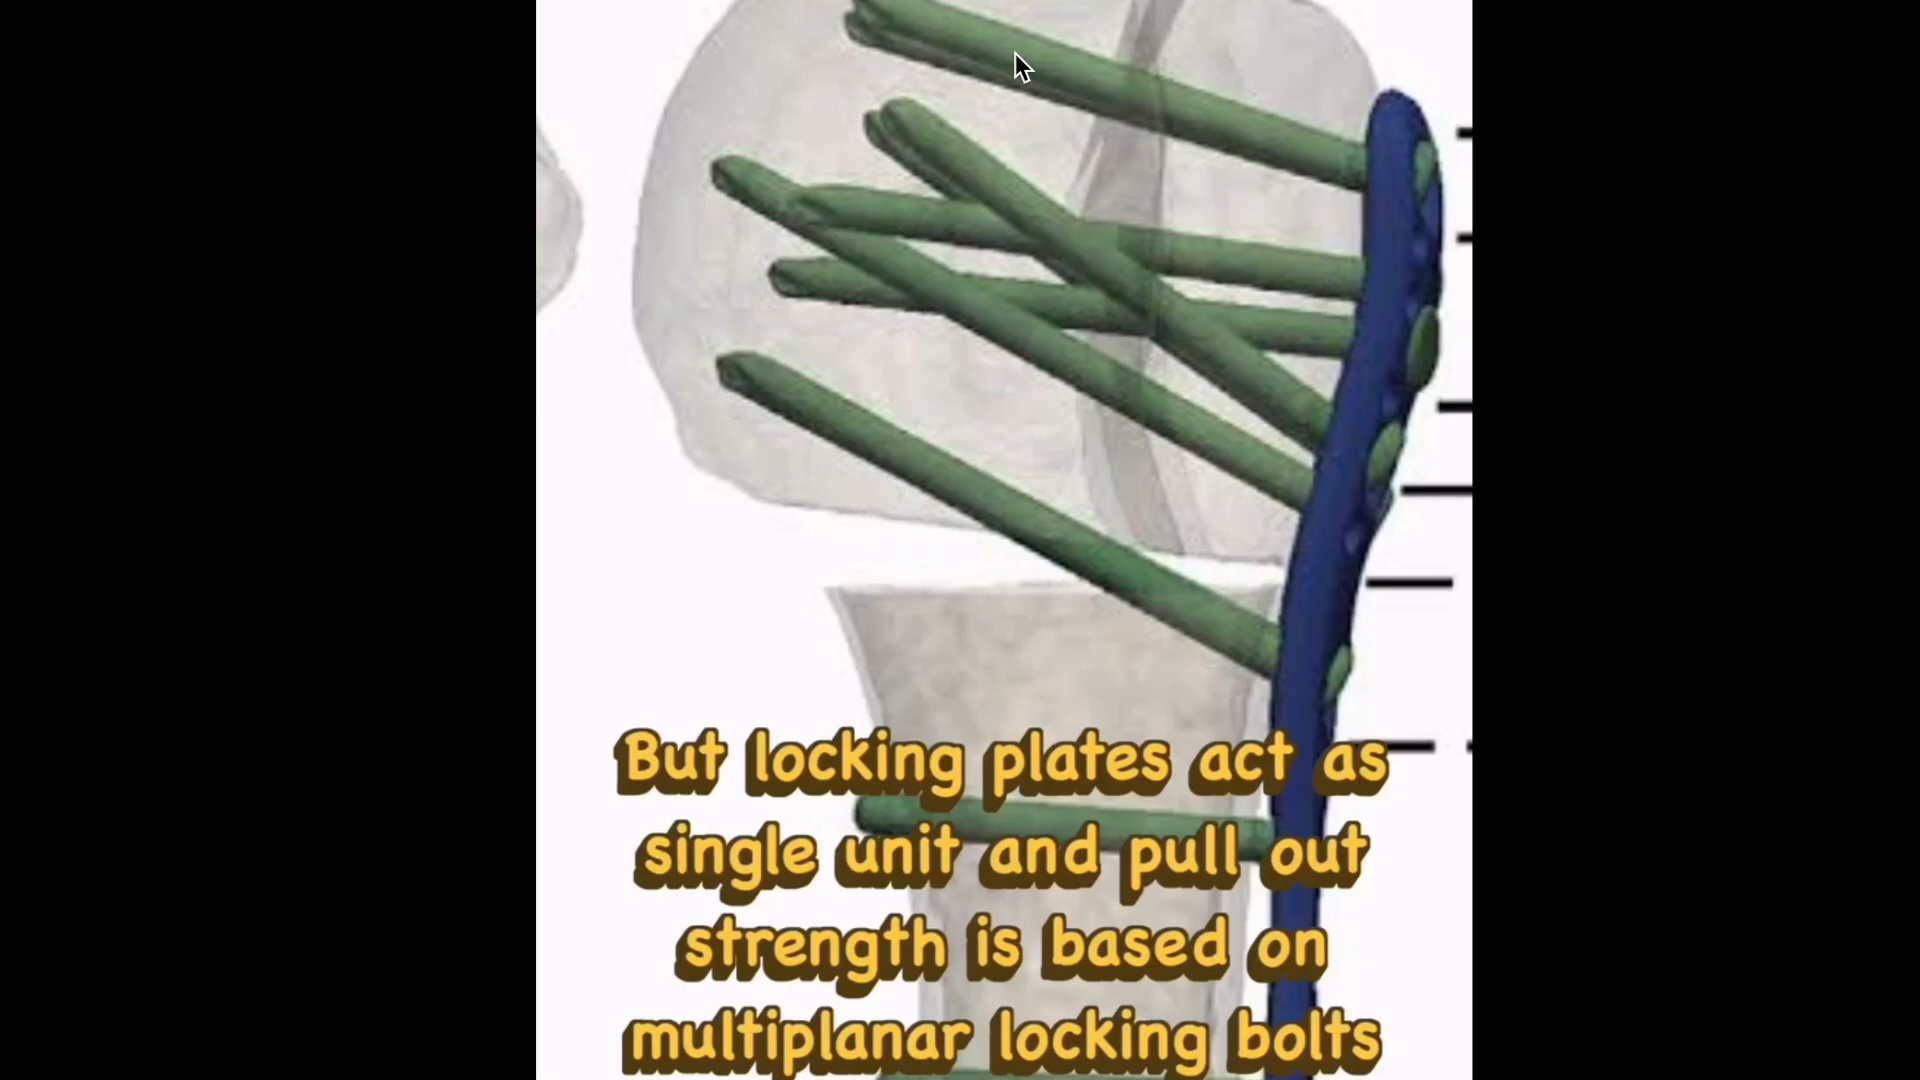 But locking plates act as
single unit and pull out
strength is based on
multiplanar locking bolts